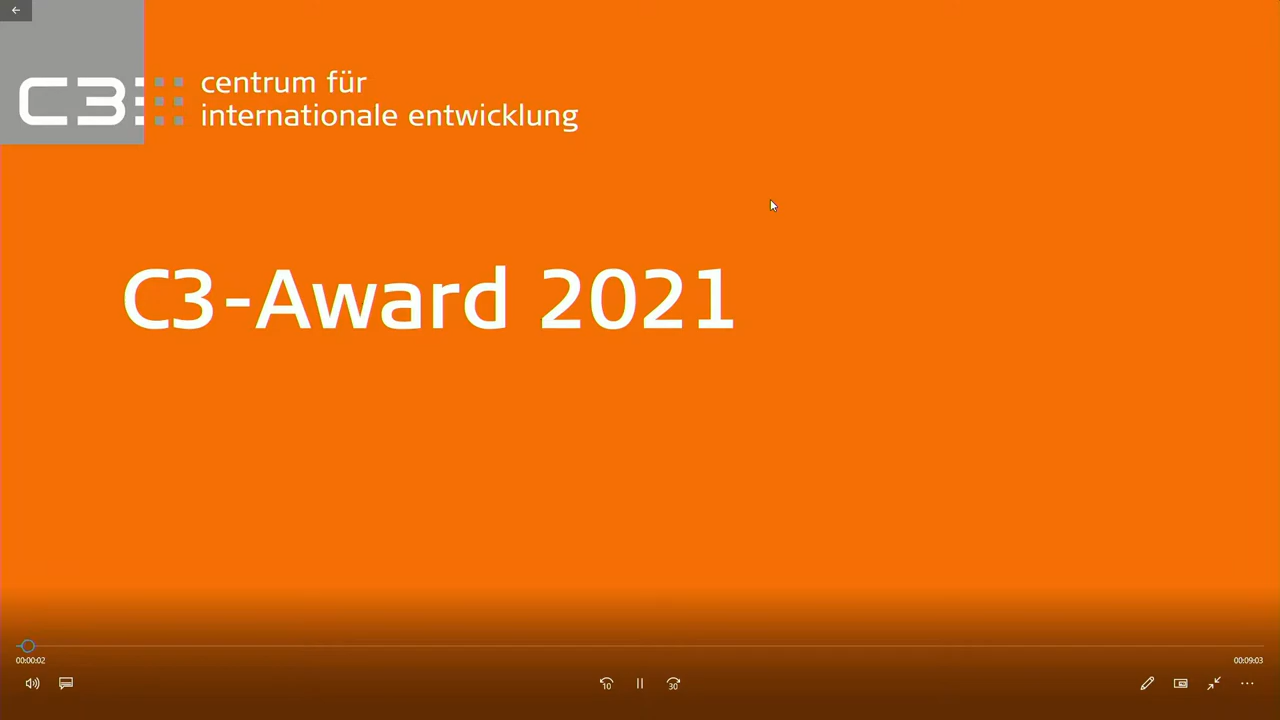 C3
centrum für
internationale entwicklung
C3-Award 2021
00:00:02
00:09:03
10
30